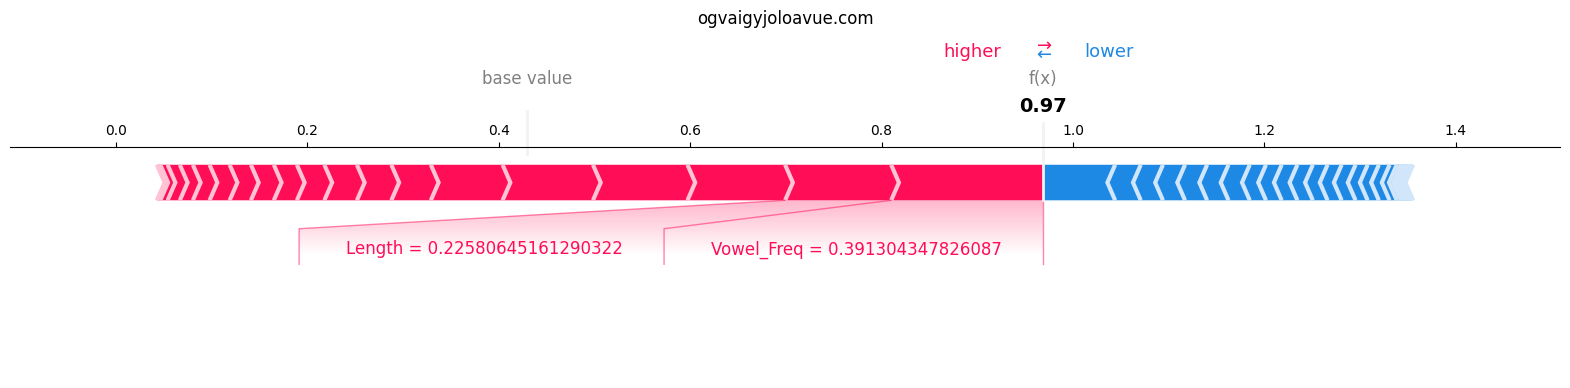 ogvaigyjoloavue.com
higher → ← lower
base value f(x)
0.97
0.0 0.2 0.4 0.6 0.8 1.0 1.2 1.4
Length = 0.22580645161290322 Vowel_Freq = 0.391304347826087